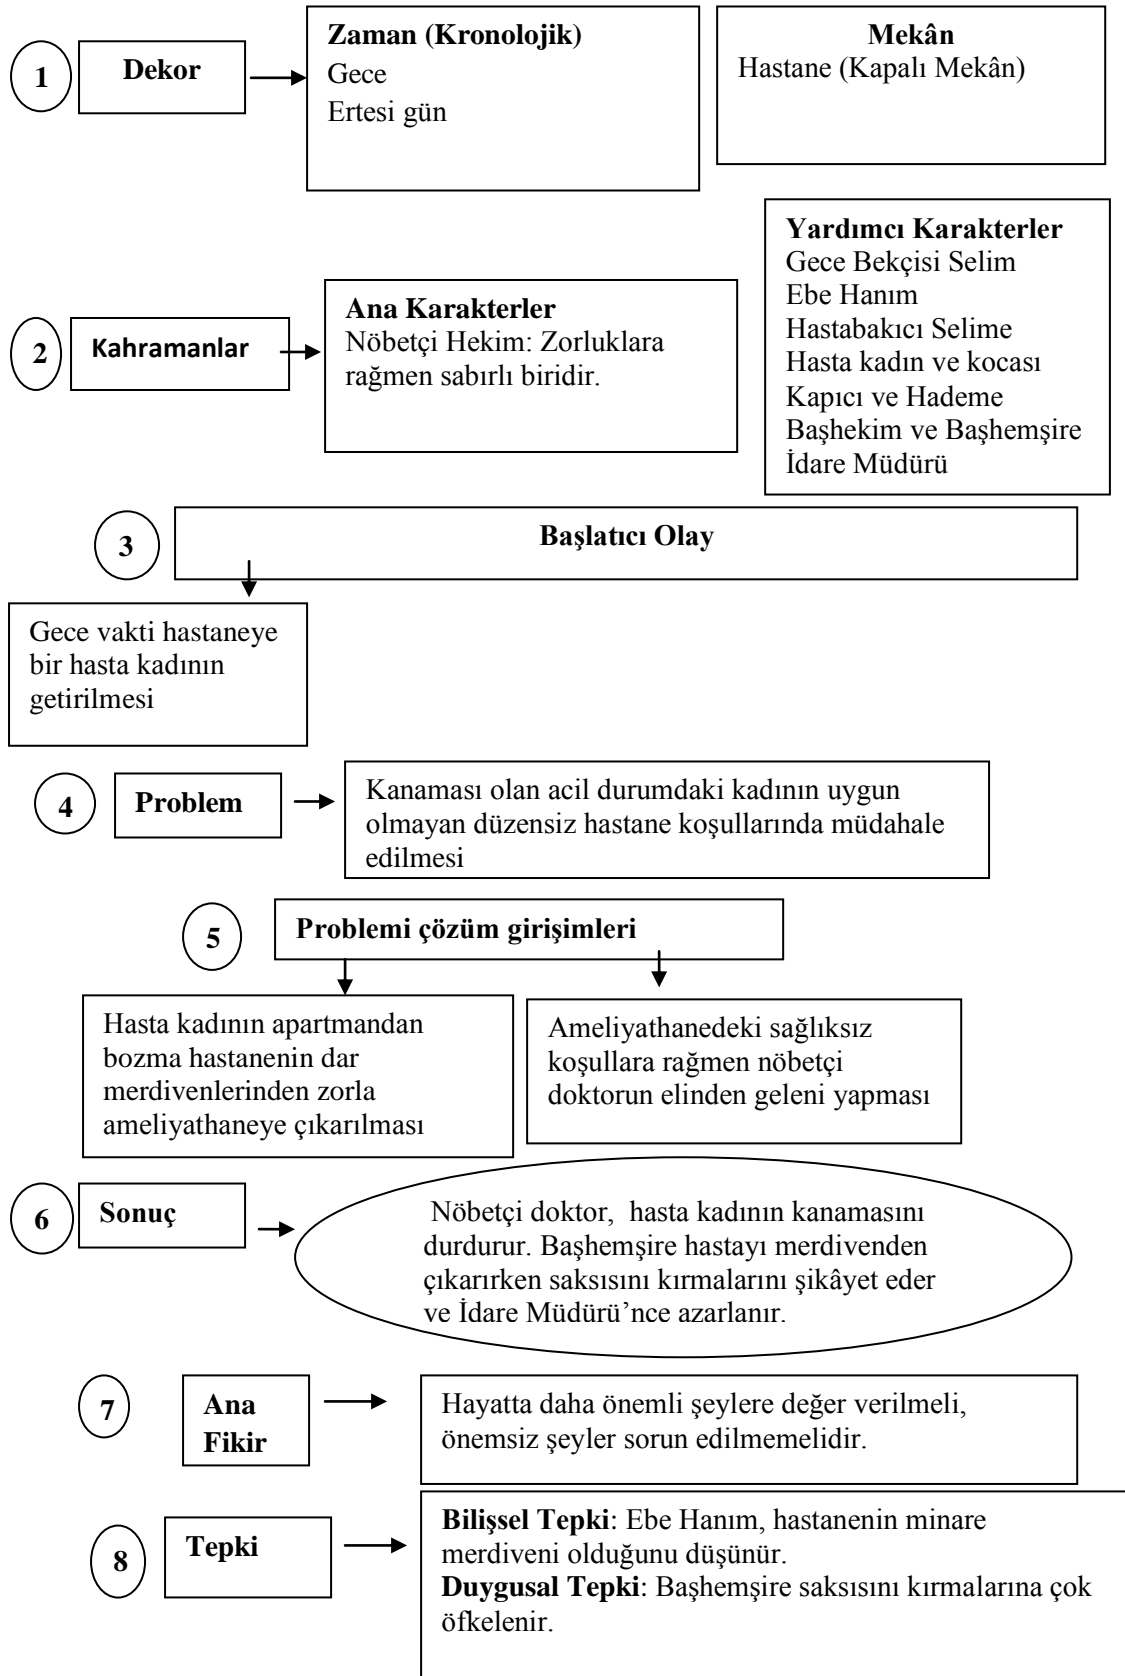 1
Dekor
Zaman (Kronolojik)
Gece
Ertesi gün
Mekân
Hastane (Kapalı Mekân)
2
Kahramanlar
Ana Karakterler
Nöbetçi Hekim: Zorluklara
rağmen sabırlı biridir.
Yardımcı Karakterler
Gece Bekçisi Selim
Ebe Hanım
Hastabakıcı Selime
Hasta kadın ve kocası
Kapıcı ve Hademe
Başhekim ve Başhemşire
İdare Müdürü
3
Başlatıcı Olay
Gece vakti hastaneye
bir hasta kadının
getirilmesi
4
Problem
Kanaması olan acil durumdaki kadının uygun
olmayan düzensiz hastane koşullarında müdahale
edilmesi
5
Problemi çözüm girişimleri
Hasta kadının apartmandan
bozma hastanenin dar
merdivenlerinden zorla
ameliyathaneye çıkarılması
Ameliyathanedeki sağlıksız
koşullara rağmen nöbetçi
doktorun elinden geleni yapması
6
Sonuç
Nöbetçi doktor, hasta kadının kanamasını
durdurur. Başhemşire hastayı merdivenden
çıkarırken saksısını kırmalarını şikâyet eder
ve İdare Müdürü’nce azarlanır.
7
Ana
Fikir
Hayatta daha önemli şeylere değer verilmeli,
önemsiz şeyler sorun edilmemelidir.
8
Tepki
Bilişsel Tepki: Ebe Hanım, hastanenin minare
merdiveni olduğunu düşünür.
Duygusal Tepki: Başhemşire saksısını kırmalarına çok
öfkelenir.